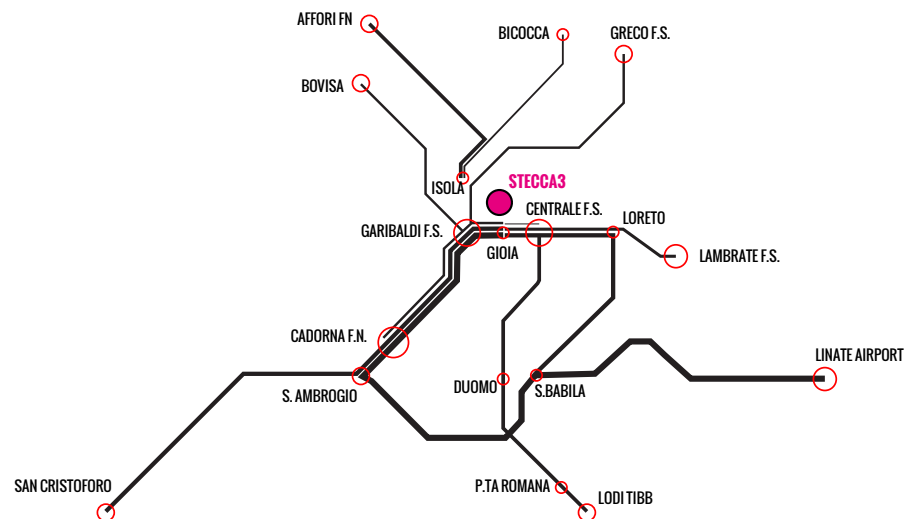 AFFORI FN
BICOCCA
GRECO F.S.
BOVISA
ISOLA
STECCA3
CENTRALE F.S.
LORETO
GARIBALDI F.S.
GIOIA
LAMBRATE F.S.
CADORNA F.N.
LINATE AIRPORT
S. AMBROGIO
DUOMO
S.BABILA
SAN CRISTOFORO
P.TA ROMANA
LODI TIBB